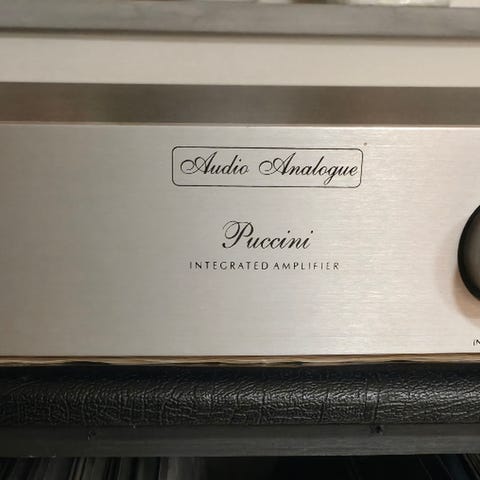 Audio Analogue
Puccini
INTEGRATED AMPLIFIER